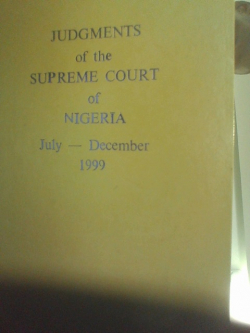 JUDGMENTS
of the
SUPREME COURT
of
NIGERIA
July — December
1999